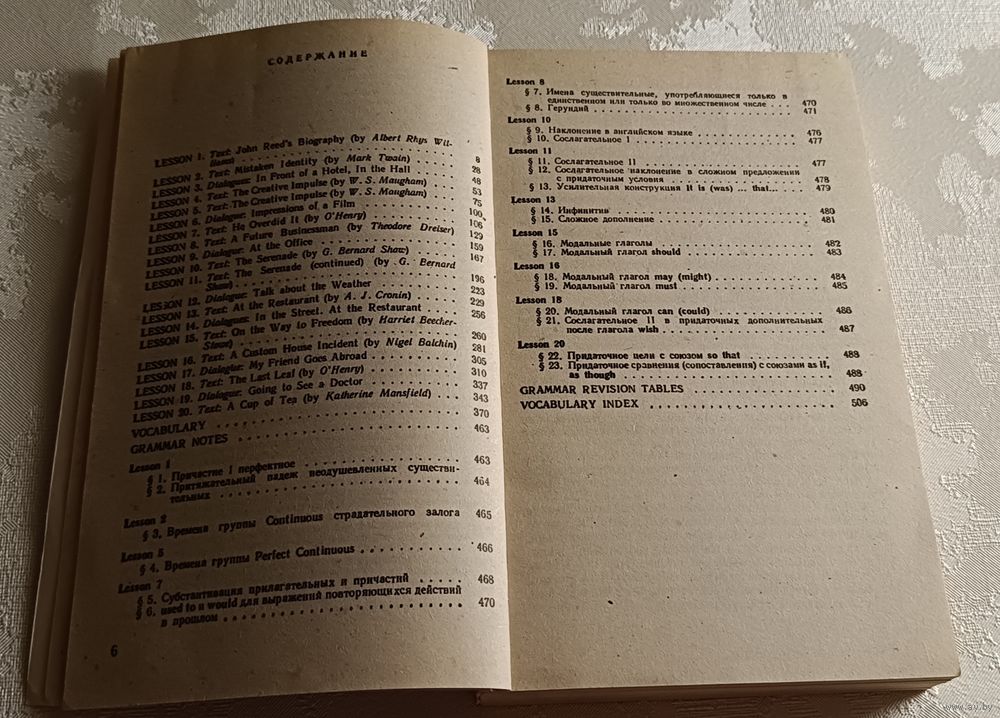 СОДЕРЖАНИЕ
LESSON 1. Text: John Reed's Biography (by Albert Rhys Wil-
liams) 8
LESSON 2. Text: Mistaken Identity (by Mark Twain) 28
LESSON 3. Dialogues: In Front of a Hotel, In the Hall 48
LESSON 4. Text: The Creative Impulse (by W. S. Maugham) 53
LESSON 5. Text: The Creative Impulse (by W. S. Maugham) 75
LESSON 6. Dialogue: Impressions of a Film 100
LESSON 7. Text: He Overdid It (by O'Henry) 106
LESSON 8. Text: A Future Businessman (by Theodore Dreiser) 129
LESSON 9. Dialogue: At the Office 159
LESSON 10. Text: The Serenade (by G. Bernard Shaw) 167
LESSON 11. Text: The Serenade (continued) (by G. Bernard
Shaw) 196
LESSON 12. Dialogue: Talk about the Weather 223
LESSON 13. Text: At the Restaurant (by A. J. Cronin) 229
LESSON 14. Dialogues: In the Street. At the Restaurant 256
LESSON 15. Text: On the Way to Freedom (by Harriet Beecher-
Stowe) 260
LESSON 16. Text: A Custom House Incident (by Nigel Balchin) 281
LESSON 17. Dialogue: My Friend Goes Abroad 305
LESSON 18. Text: The Last Leaf (by O'Henry) 310
LESSON 19. Dialogue: Going to See a Doctor 337
LESSON 20. Text: A Cup of Tea (by Katherine Mansfield) 343
VOCABULARY 370
GRAMMAR NOTES 463
Lesson 1
§ 1. Причастие I перфектное 463
§ 2. Притяжательный падеж неодушевленных существи-
тельных 464
Lesson 2
§ 3. Времена группы Continuous страдательного залога 465
Lesson 5
§ 4. Времена группы Perfect Continuous 466
Lesson 7
§ 5. Субстантивация прилагательных и причастий 468
§ 6. used to и would для выражений повторяющихся действий
в прошлом 470
6
Lesson 8
§ 7. Имена существительные, употребляющиеся только в
единственном или только во множественном числе 470
§ 8. Герундий 471
Lesson 10
§ 9. Наклонение в английском языке 476
§ 10. Сослагательное I 477
Lesson 11
§ 11. Сослагательное II 477
§ 12. Сослагательное наклонение в сложном предложении
с придаточным условия 478
§ 13. Усилительная конструкция It is (was) ... that... 479
Lesson 13
§ 14. Инфинитив 480
§ 15. Сложное дополнение 481
Lesson 15
§ 16. Модальные глаголы 482
§ 17. Модальный глагол should 483
Lesson 16
§ 18. Модальный глагол may (might) 484
§ 19. Модальный глагол must 485
Lesson 18
§ 20. Модальный глагол can (could) 486
§ 21. Сослагательное II в придаточных дополнительных
после глагола wish 487
Lesson 20
§ 22. Придаточное цели с союзом so that 488
§ 23. Придаточное сравнения (сопоставления) с союзами as if,
as though 488
GRAMMAR REVISION TABLES 490
VOCABULARY INDEX 506
www.ay.by